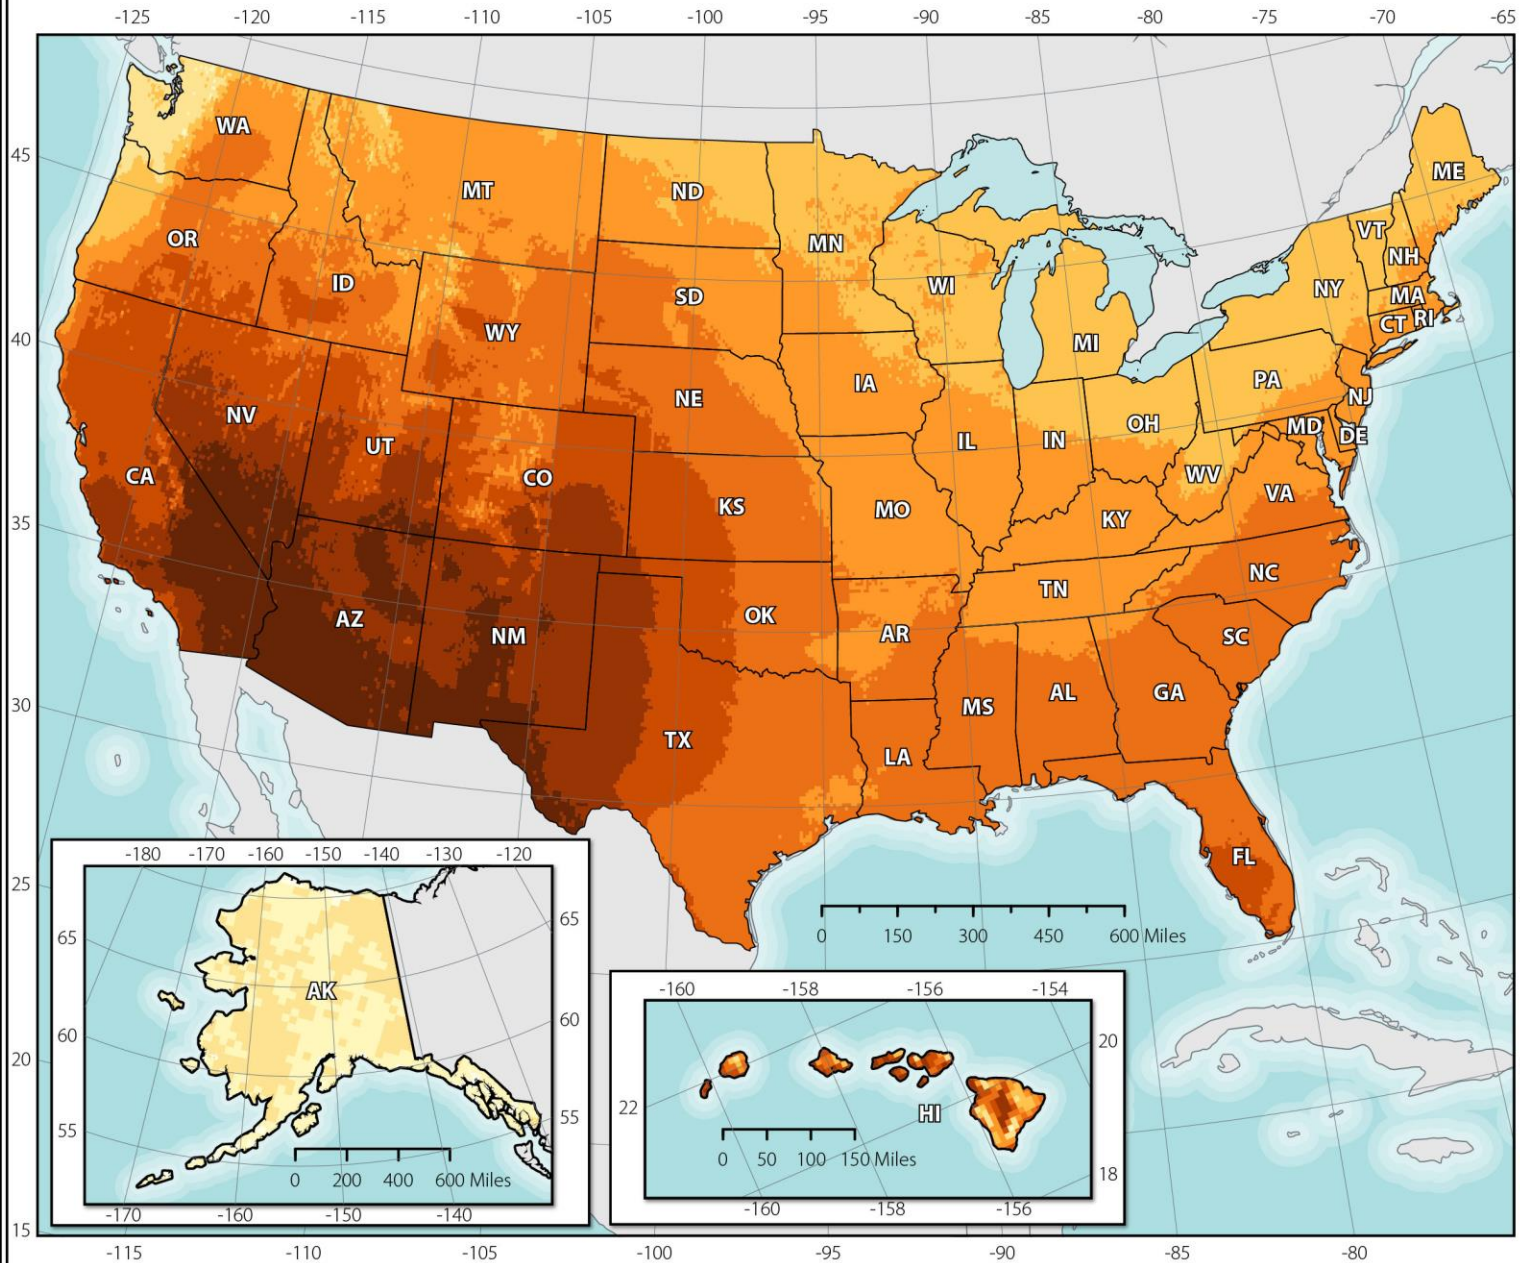 -125 -120 -115 -110 -105 -100 -95 -90 -85 -80 -75 -70 -65
WA
45
MT
ND
ME
OR
MN
VT
NH
ID
SD
WI
NY
MA
WY
CT RI
40
MI
IA
PA
NE
NJ
NV
OH
MD DE
UT
IL
IN
CA
CO
WV
KS
MO
VA
KY
35
NC
TN
AZ
NM
OK
AR
SC
30
MS
AL
GA
TX
LA
FL
25
0 150 300 450 600 Miles
-180 -170 -160 -150 -140 -130 -120
65
65
AK
60
60
55
55
0 200 400 600 Miles
-170 -160 -150 -140
-160 -158 -156 -154
20
22
HI
0 50 100 150 Miles
18
-160 -158 -156
20
15
-115 -110 -105 -100 -95 -90 -85 -80